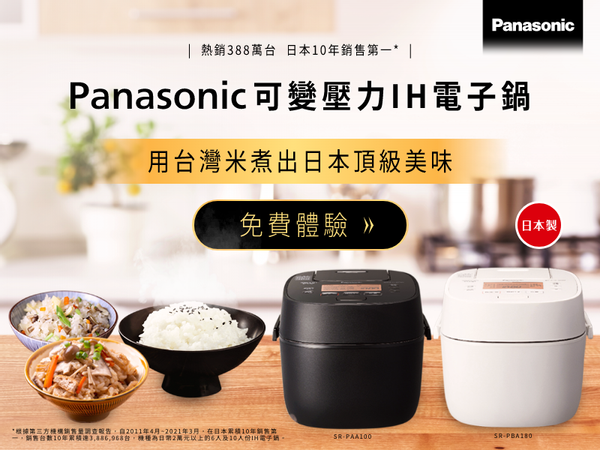 Panasonic
| 熱銷388萬台 日本10年銷售第一* |
Panasonic可變壓力IH電子鍋
用台灣米煮出日本頂級美味
免費體驗 »
日本製
*根據第三方機構銷售量調查報告，自2011年4月~2021年3月，在日本累積10年銷售第
一，銷售台數10年累積達3,886,968台，機種為日幣2萬元以上的6人及10人份IH電子鍋。
SR-PAA100
SR-PBA180